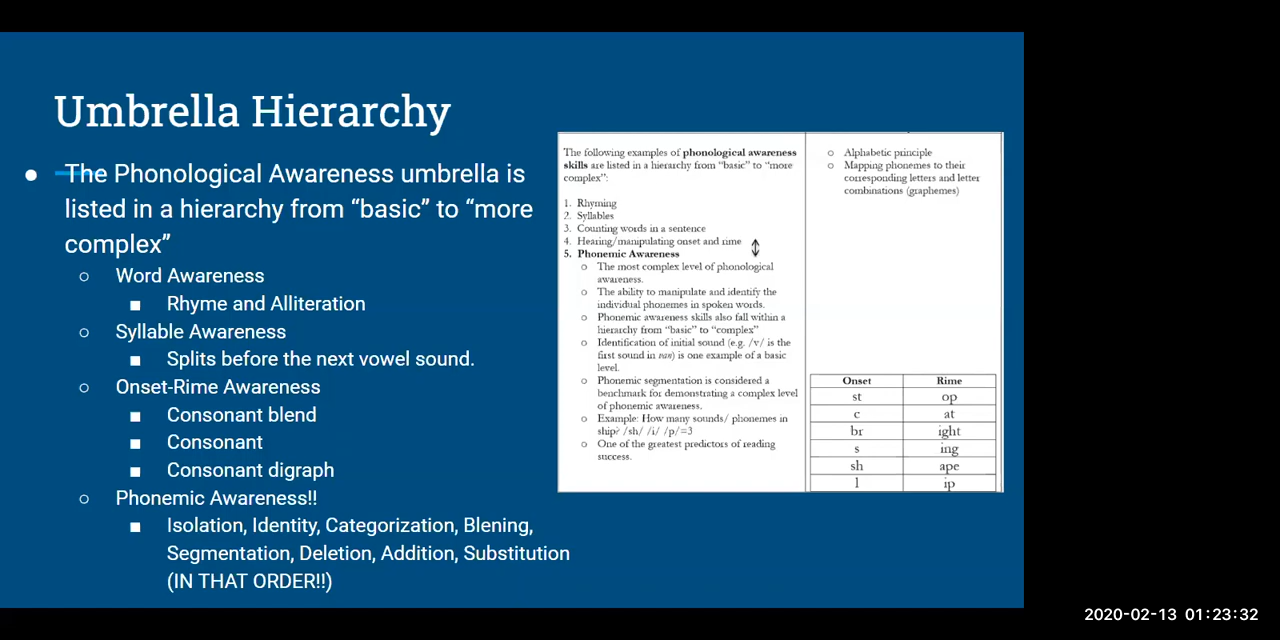 Umbrella Hierarchy
● The Phonological Awareness umbrella is
listed in a hierarchy from “basic” to “more
complex”
○ Word Awareness
■ Rhyme and Alliteration
○ Syllable Awareness
■ Splits before the next vowel sound.
○ Onset-Rime Awareness
■ Consonant blend
■ Consonant
■ Consonant digraph
○ Phonemic Awareness!!
■ Isolation, Identity, Categorization, Blening,
Segmentation, Deletion, Addition, Substitution
(IN THAT ORDER!!)
The following examples of phonological awareness
skills are listed in a hierarchy from “basic” to “more
complex”:
1. Rhyming
2. Syllables
3. Counting words in a sentence
4. Hearing/manipulating onset and rime
5. Phonemic Awareness
○ The most complex level of phonological
awareness.
○ The ability to manipulate and identify the
individual phonemes in spoken words.
○ Phonemic awareness skills also fall within a
hierarchy from “basic” to “complex”
○ Identification of initial sound (e.g. /v/ is the
first sound in van) is one example of a basic
level.
○ Phonemic segmentation is considered a
benchmark for demonstrating a complex level
of phonemic awareness.
○ Example: How many sounds/ phonemes in
ship? /sh/ /i/ /p/=3
○ One of the greatest predictors of reading
success.
○ Alphabetic principle
○ Mapping phonemes to their
corresponding letters and letter
combinations (graphemes)
Onset Rime
st op
c at
br ight
s ing
sh ape
l ip
2020-02-13 01:23:32